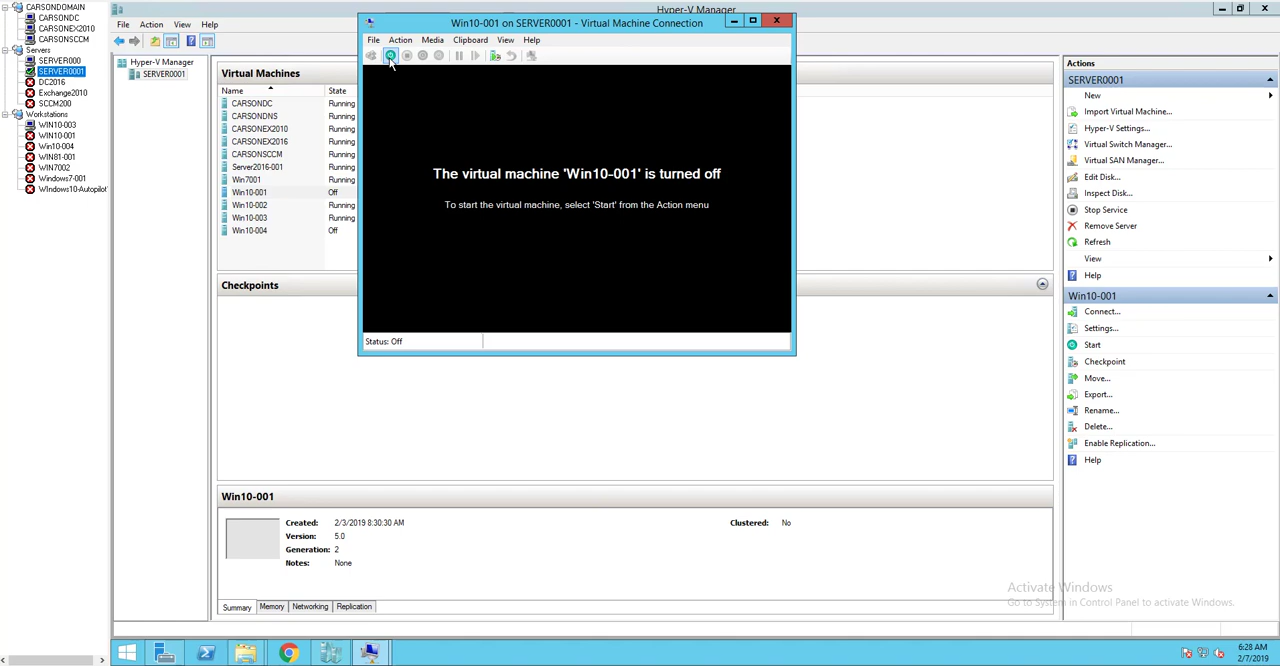 CARSONDOMAIN
CARSONDC
CARSONEX2010
CARSONSCCM
Servers
SERVER000
SERVER0001
DC2016
Exchange2010
SCCM200
Workstations
WIN10-003
WIN10-001
Win10-004
WIN81-001
WIN7002
Windows7-001
WIndows10-Autopilot
Hyper-V Manager
File Action View Help
Hyper-V Manager
SERVER0001
Virtual Machines
Name State
CARSONDC Running
CARSONDNS Running
CARSONEX2010 Running
CARSONEX2016 Running
CARSONSCCM Running
Server2016-001 Running
Win7001 Running
Win10-001 Off
Win10-002 Running
Win10-003 Running
Win10-004 Off
Win10-001 on SERVER0001 - Virtual Machine Connection
File Action Media Clipboard View Help
The virtual machine 'Win10-001' is turned off
To start the virtual machine, select 'Start' from the Action menu
Status: Off
Checkpoints
Win10-001
Created: 2/3/2019 8:30:30 AM
Version: 5.0
Generation: 2
Notes: None
Clustered: No
Summary Memory Networking Replication
Actions
SERVER0001
New
Import Virtual Machine...
Hyper-V Settings...
Virtual Switch Manager...
Virtual SAN Manager...
Edit Disk...
Inspect Disk...
Stop Service
Remove Server
Refresh
View
Help
Win10-001
Connect...
Settings...
Start
Checkpoint
Move...
Export...
Rename...
Delete...
Enable Replication...
Help
Activate Windows
Go to System in Control Panel to activate Windows.
6:28 AM
2/7/2019